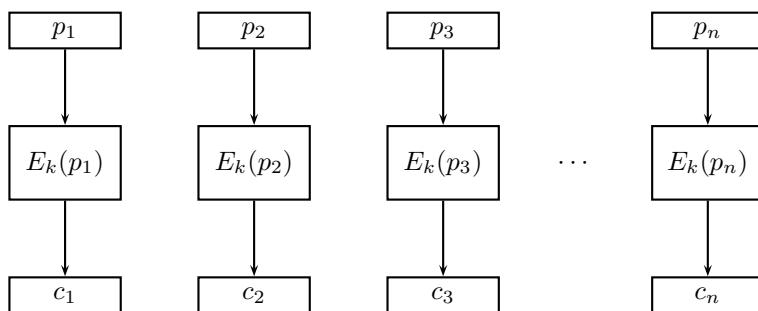 p₁ p₂ p₃ pₙ
Eₖ(p₁) Eₖ(p₂) Eₖ(p₃) ⋯ Eₖ(pₙ)
c₁ c₂ c₃ cₙ